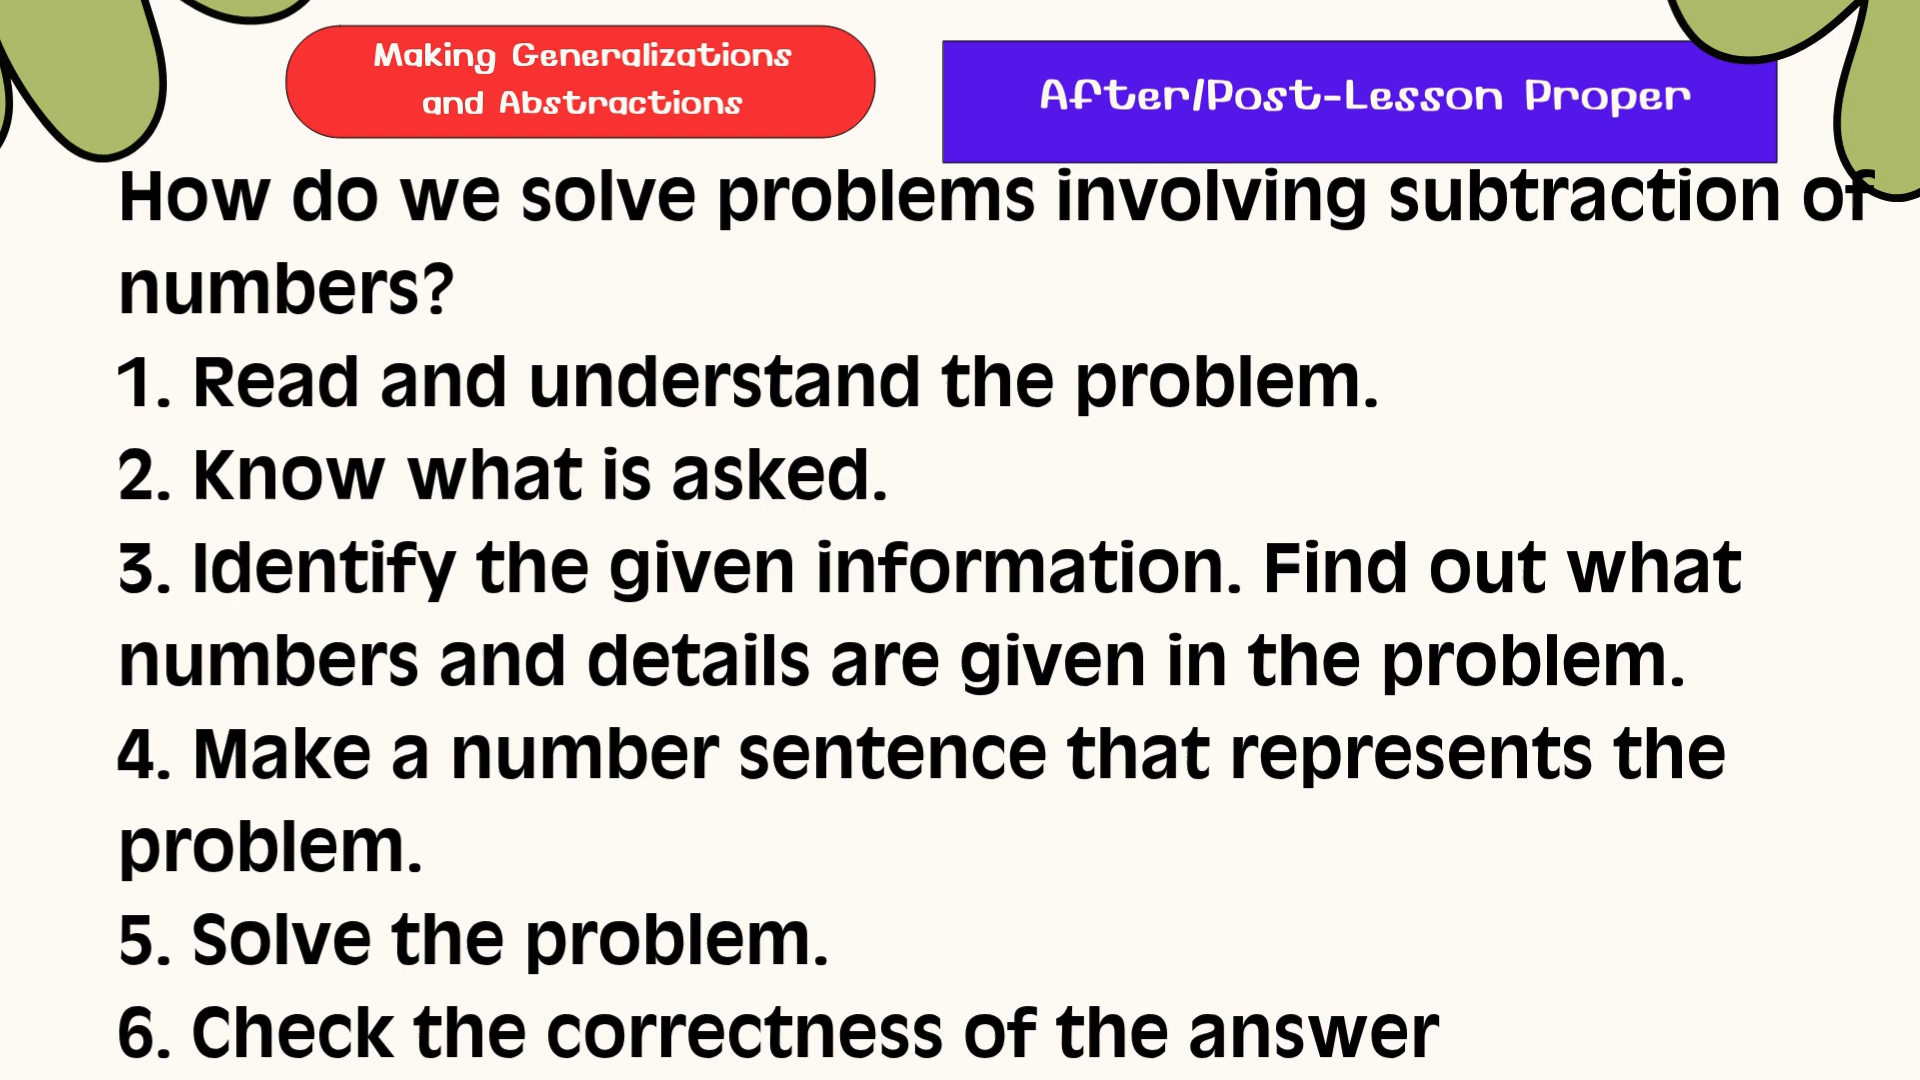 Making Generalizations
and Abstractions
After/Post-Lesson Proper
How do we solve problems involving subtraction of
numbers?
1. Read and understand the problem.
2. Know what is asked.
3. Identify the given information. Find out what
numbers and details are given in the problem.
4. Make a number sentence that represents the
problem.
5. Solve the problem.
6. Check the correctness of the answer